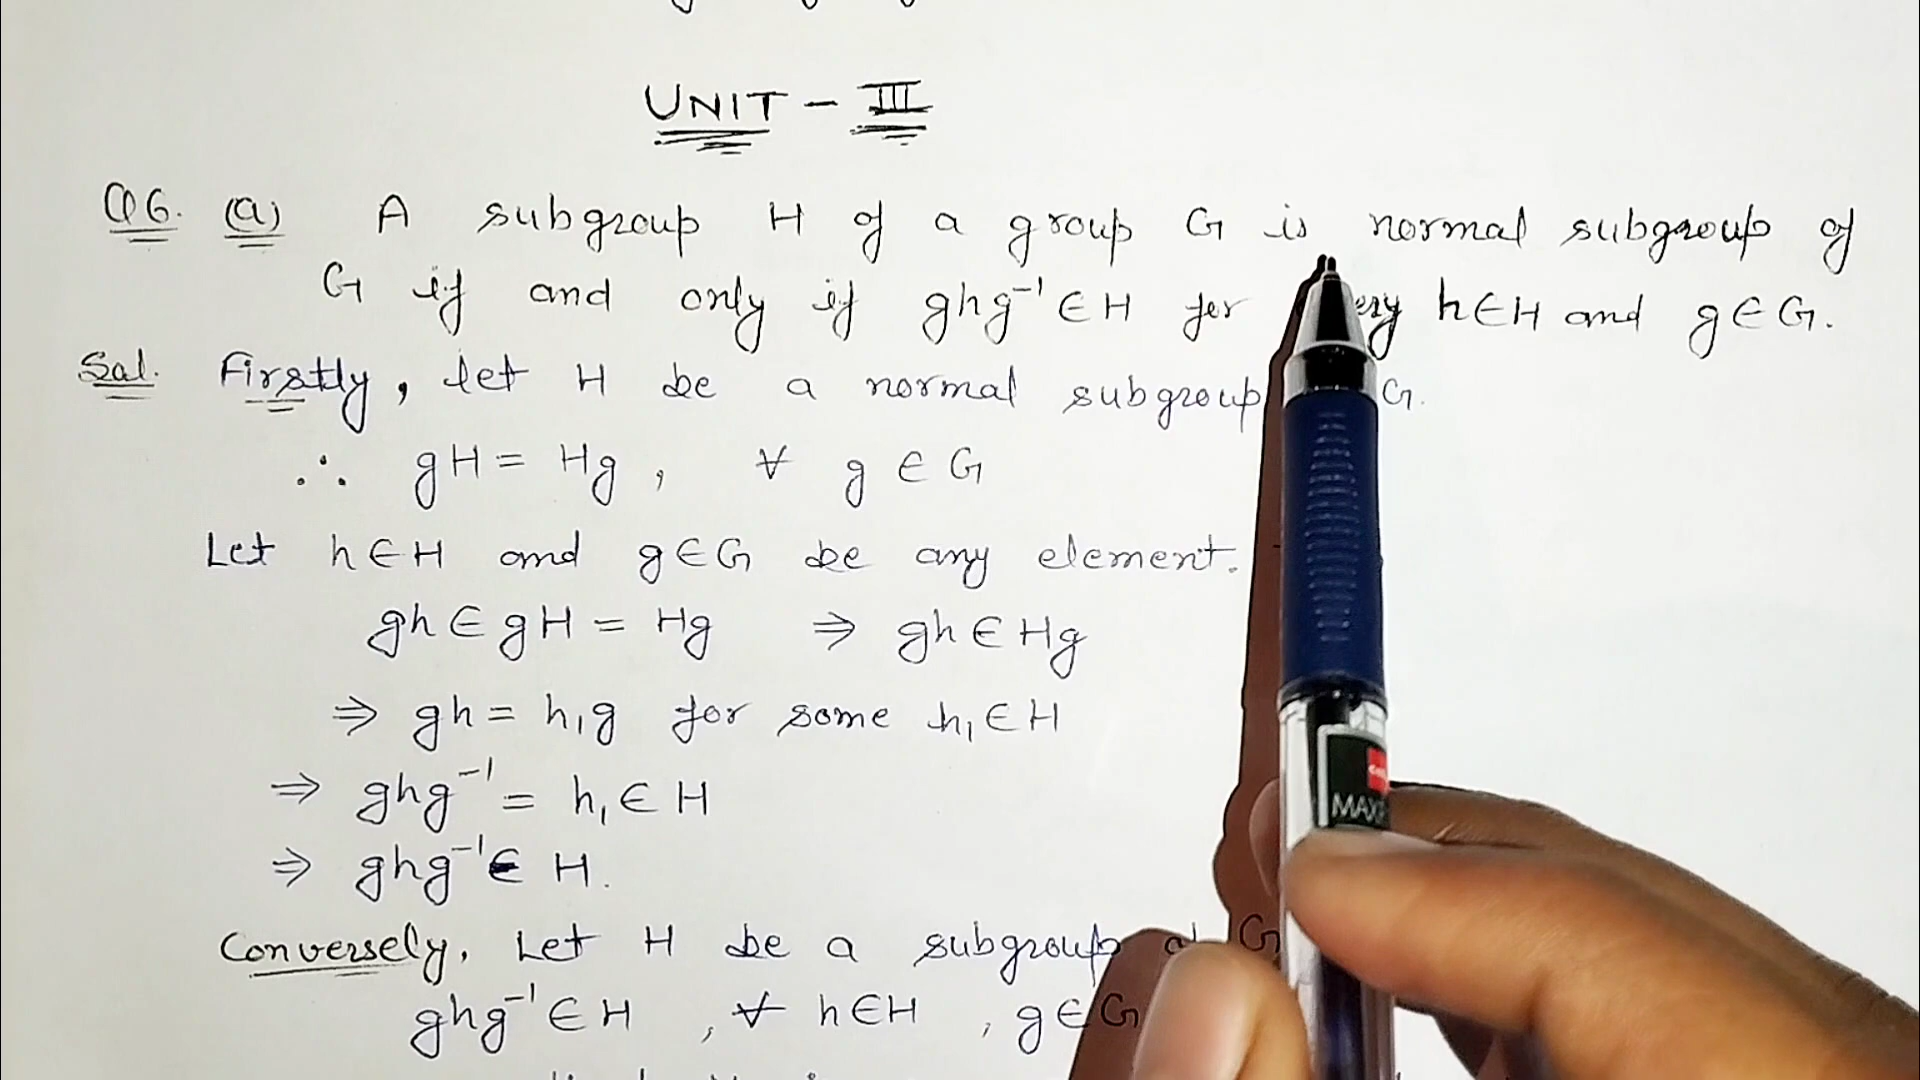 UNIT - III
Q6. (a) A subgroup H of a group G is normal subgroup of
G if and only if ghg⁻¹ ∈ H for h ∈ H and g ∈ G.
Sol. Firstly, let H be a normal subgroup G.
∴ gH = Hg, ∀ g ∈ G
Let h ∈ H and g ∈ G be any element.
gh ∈ gH = Hg ⇒ gh ∈ Hg
⇒ gh = h₁g for some h₁ ∈ H
⇒ ghg⁻¹ = h₁ ∈ H
⇒ ghg⁻¹ ∈ H.
Conversely, Let H be a subgroup of G
ghg⁻¹ ∈ H, ∀ h ∈ H, g ∈ G